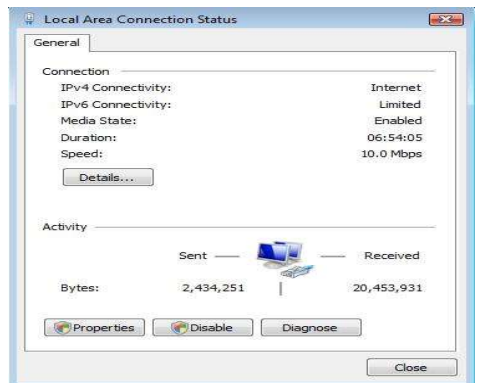 Local Area Connection Status
General
Connection
IPv4 Connectivity: Internet
IPv6 Connectivity: Limited
Media State: Enabled
Duration: 06:54:05
Speed: 10.0 Mbps
Details...
Activity
Sent Received
Bytes: 2,434,251 20,453,931
Properties Disable Diagnose
Close